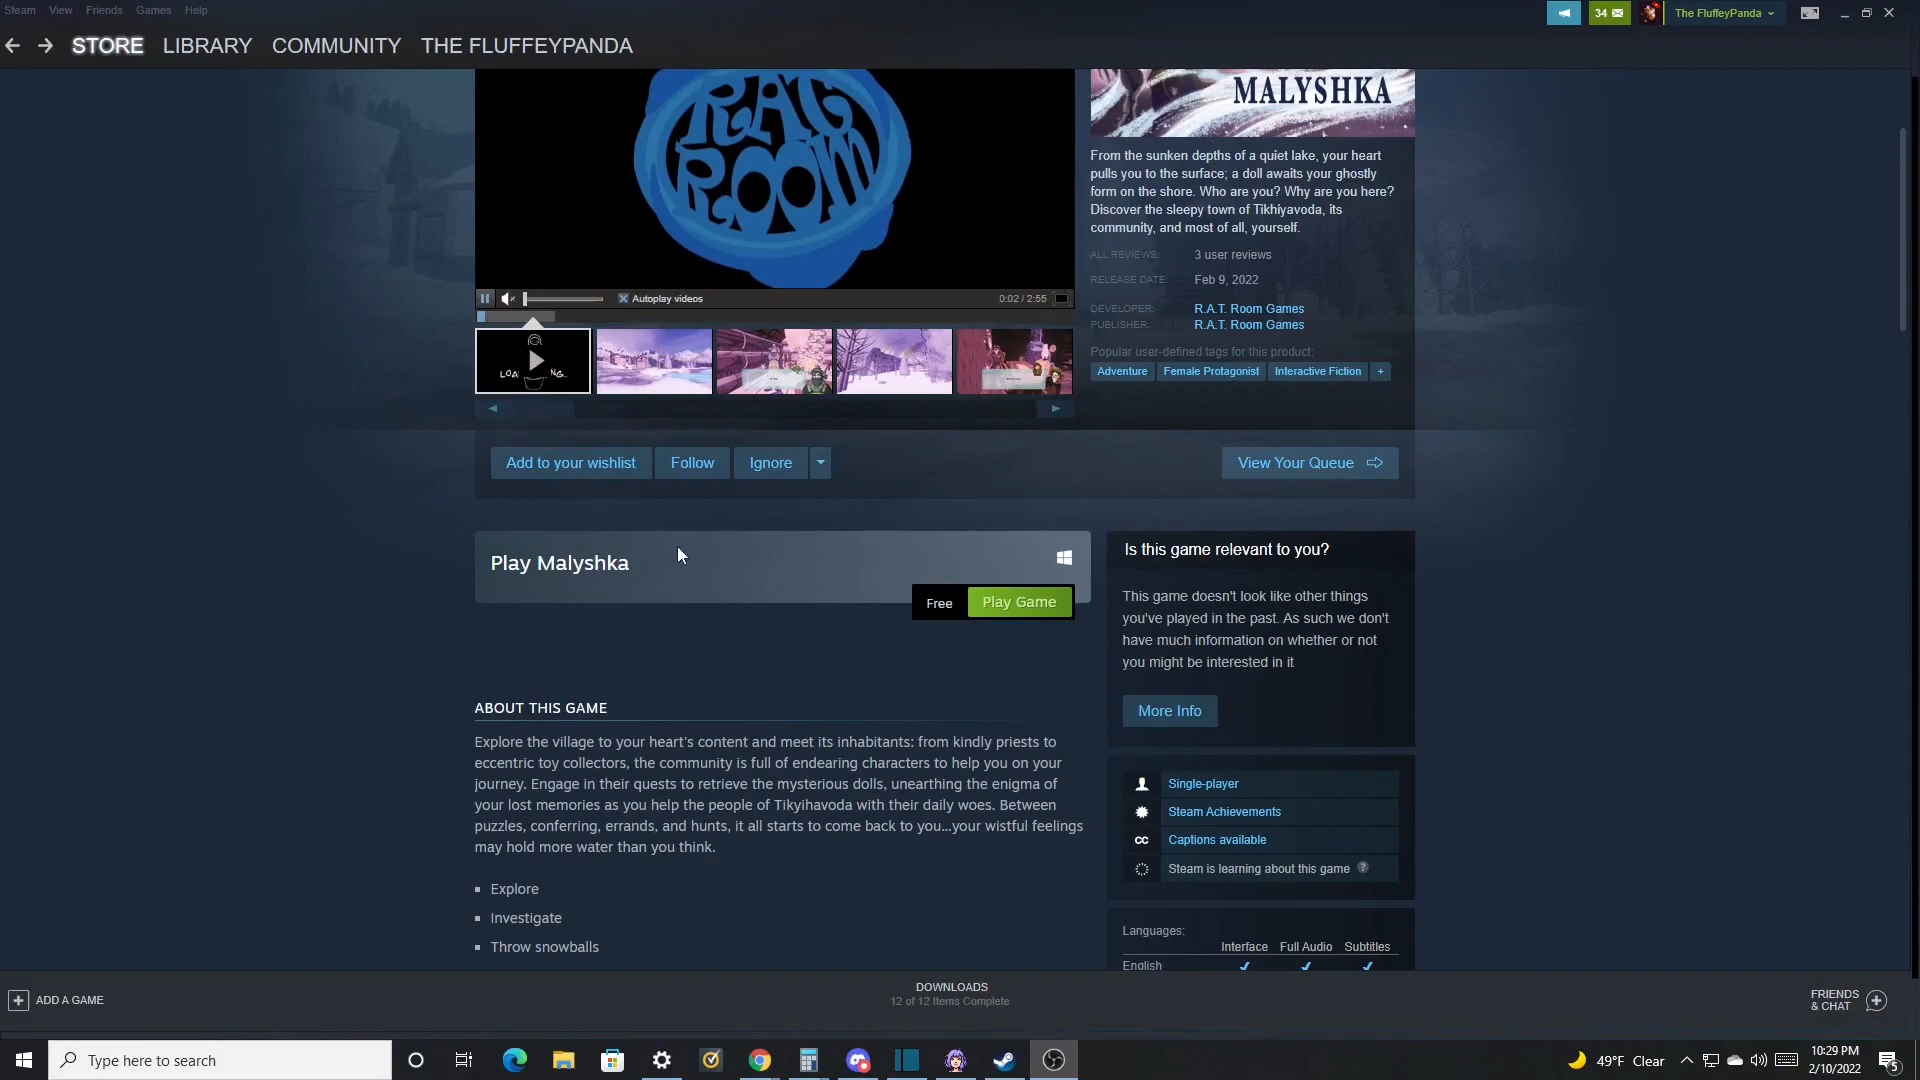 Steam View Friends Games Help
34
The FluffeyPanda
STORE LIBRARY COMMUNITY THE FLUFFEYPANDA
RAT
ROOM
MALYSHKA
From the sunken depths of a quiet lake, your heart
pulls you to the surface; a doll awaits your ghostly
form on the shore. Who are you? Why are you here?
Discover the sleepy town of Tikhiyavoda, its
community, and most of all, yourself.
ALL REVIEWS: 3 user reviews
RELEASE DATE: Feb 9, 2022
DEVELOPER: R.A.T. Room Games
PUBLISHER: R.A.T. Room Games
Popular user-defined tags for this product:
Adventure Female Protagonist Interactive Fiction +
Autoplay videos 0:02 / 2:55
Add to your wishlist Follow Ignore View Your Queue
Play Malyshka
Free Play Game
Is this game relevant to you?
This game doesn't look like other things
you've played in the past. As such we don't
have much information on whether or not
you might be interested in it
More Info
ABOUT THIS GAME
Explore the village to your heart's content and meet its inhabitants: from kindly priests to
eccentric toy collectors, the community is full of endearing characters to help you on your
journey. Engage in their quests to retrieve the mysterious dolls, unearthing the enigma of
your lost memories as you help the people of Tikyihavoda with their daily woes. Between
puzzles, conferring, errands, and hunts, it all starts to come back to you...your wistful feelings
may hold more water than you think.
Explore
Investigate
Throw snowballs
Single-player
Steam Achievements
CC Captions available
Steam is learning about this game ?
Languages:
Interface Full Audio Subtitles
English
ADD A GAME
DOWNLOADS
12 of 12 Items Complete
FRIENDS
& CHAT
Type here to search
49°F Clear
10:29 PM
2/10/2022
5